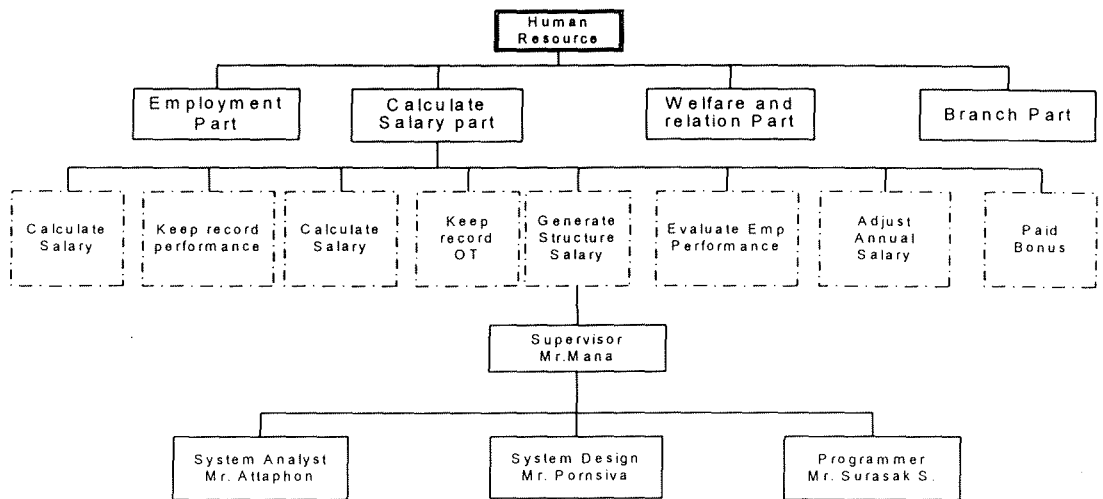 Human
Resource
Employment
Part
Calculate
Salary part
Welfare and
relation Part
Branch Part
Calculate
Salary
Keep record
performance
Calculate
Salary
Keep
record
OT
Generate
Structure
Salary
Evaluate Emp
Performance
Adjust
Annual
Salary
Paid
Bonus
Supervisor
Mr.Mana
System Analyst
Mr. Attaphon
System Design
Mr. Pornsiva
Programmer
Mr. Surasak S.